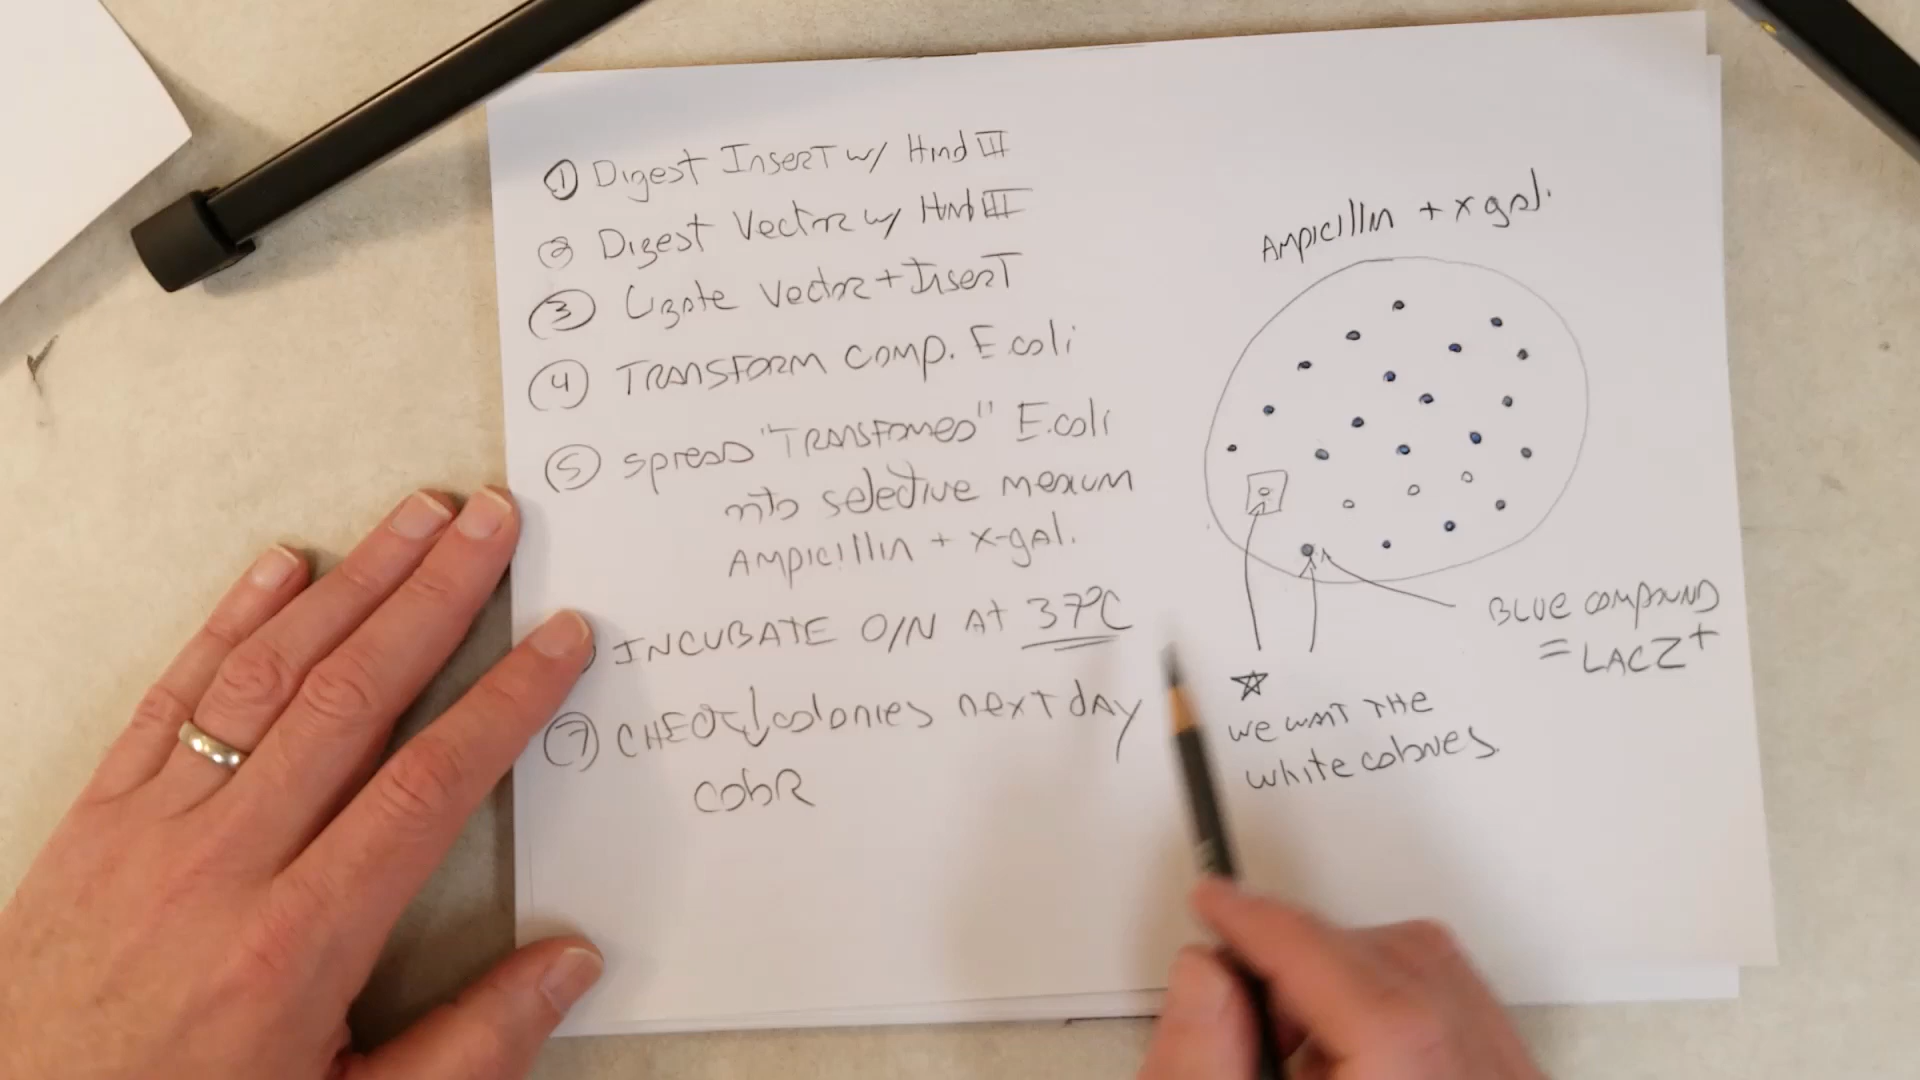 ① Digest Insert w/ Hind III
② Digest Vector w/ Hind III
③ Ligate Vector + Insert
④ TRANSFORM comp. E.coli
⑤ spread "TRANSFORMED" E.coli
into selective medium
Ampicillin + x-gal.
INCUBATE O/N At 37°C
⑦ CHECK colonies next day
color
Ampicillin + x gal.
BLUE COMPOUND
= LACZ+
☆
we want THE
white colonies.